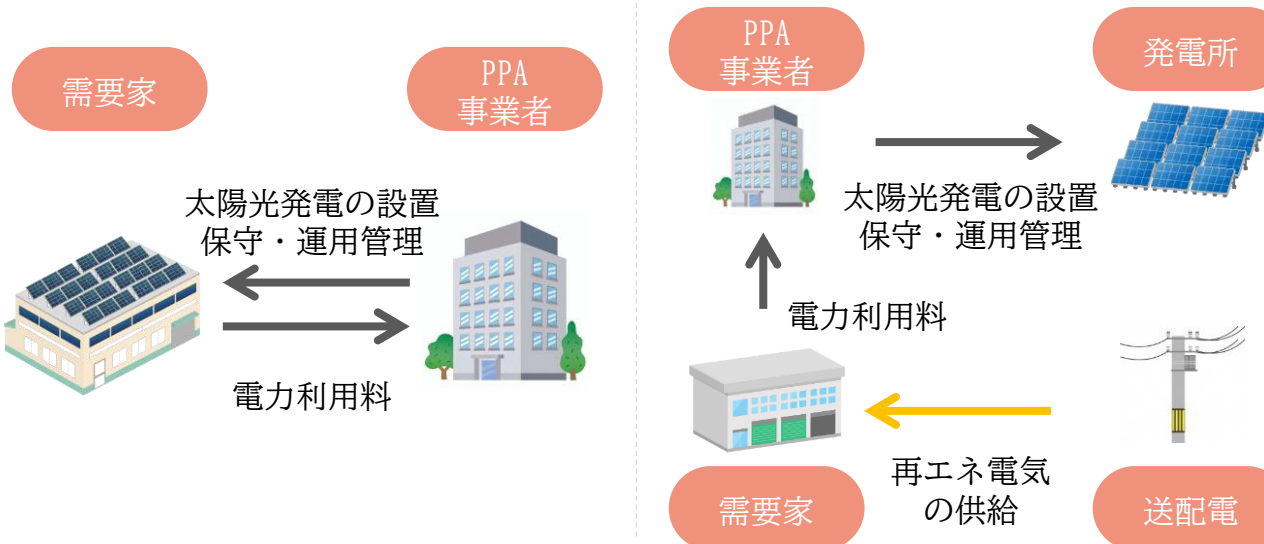 需要家
PPA
事業者
太陽光発電の設置
保守・運用管理
電力利用料
PPA
事業者
発電所
太陽光発電の設置
保守・運用管理
電力利用料
再エネ電気
の供給
需要家
送配電